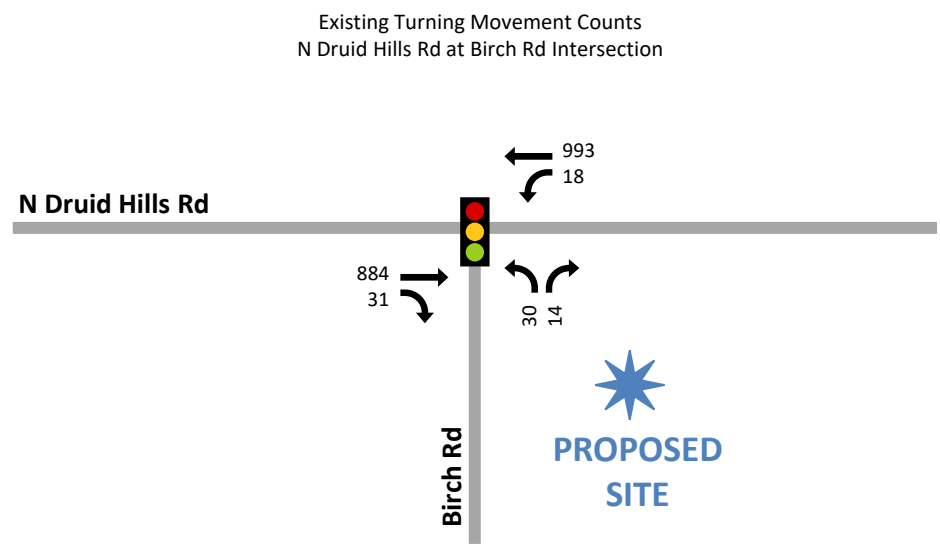 Existing Turning Movement Counts
N Druid Hills Rd at Birch Rd Intersection
993
18
N Druid Hills Rd
884
31
30
14
Birch Rd
PROPOSED
SITE